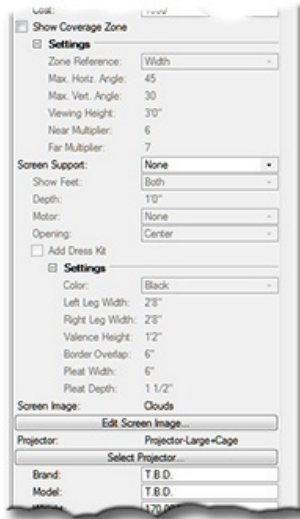 Cost: 1000
Show Coverage Zone
Settings
Zone Reference: Width
Max. Horiz. Angle: 45
Max. Vert. Angle: 30
Viewing Height: 3'0"
Near Multiplier: 6
Far Multiplier: 7
Screen Support: None
Show Feet: Both
Depth: 1'0"
Motor: None
Opening: Center
Add Dress Kit
Settings
Color: Black
Left Leg Width: 2'8"
Right Leg Width: 2'8"
Valence Height: 1'2"
Border Overlap: 6"
Pleat Width: 6"
Pleat Depth: 1 1/2"
Screen Image: Clouds
Edit Screen Image...
Projector: Projector-Large+Cage
Select Projector...
Brand: T.B.D.
Model: T.B.D.